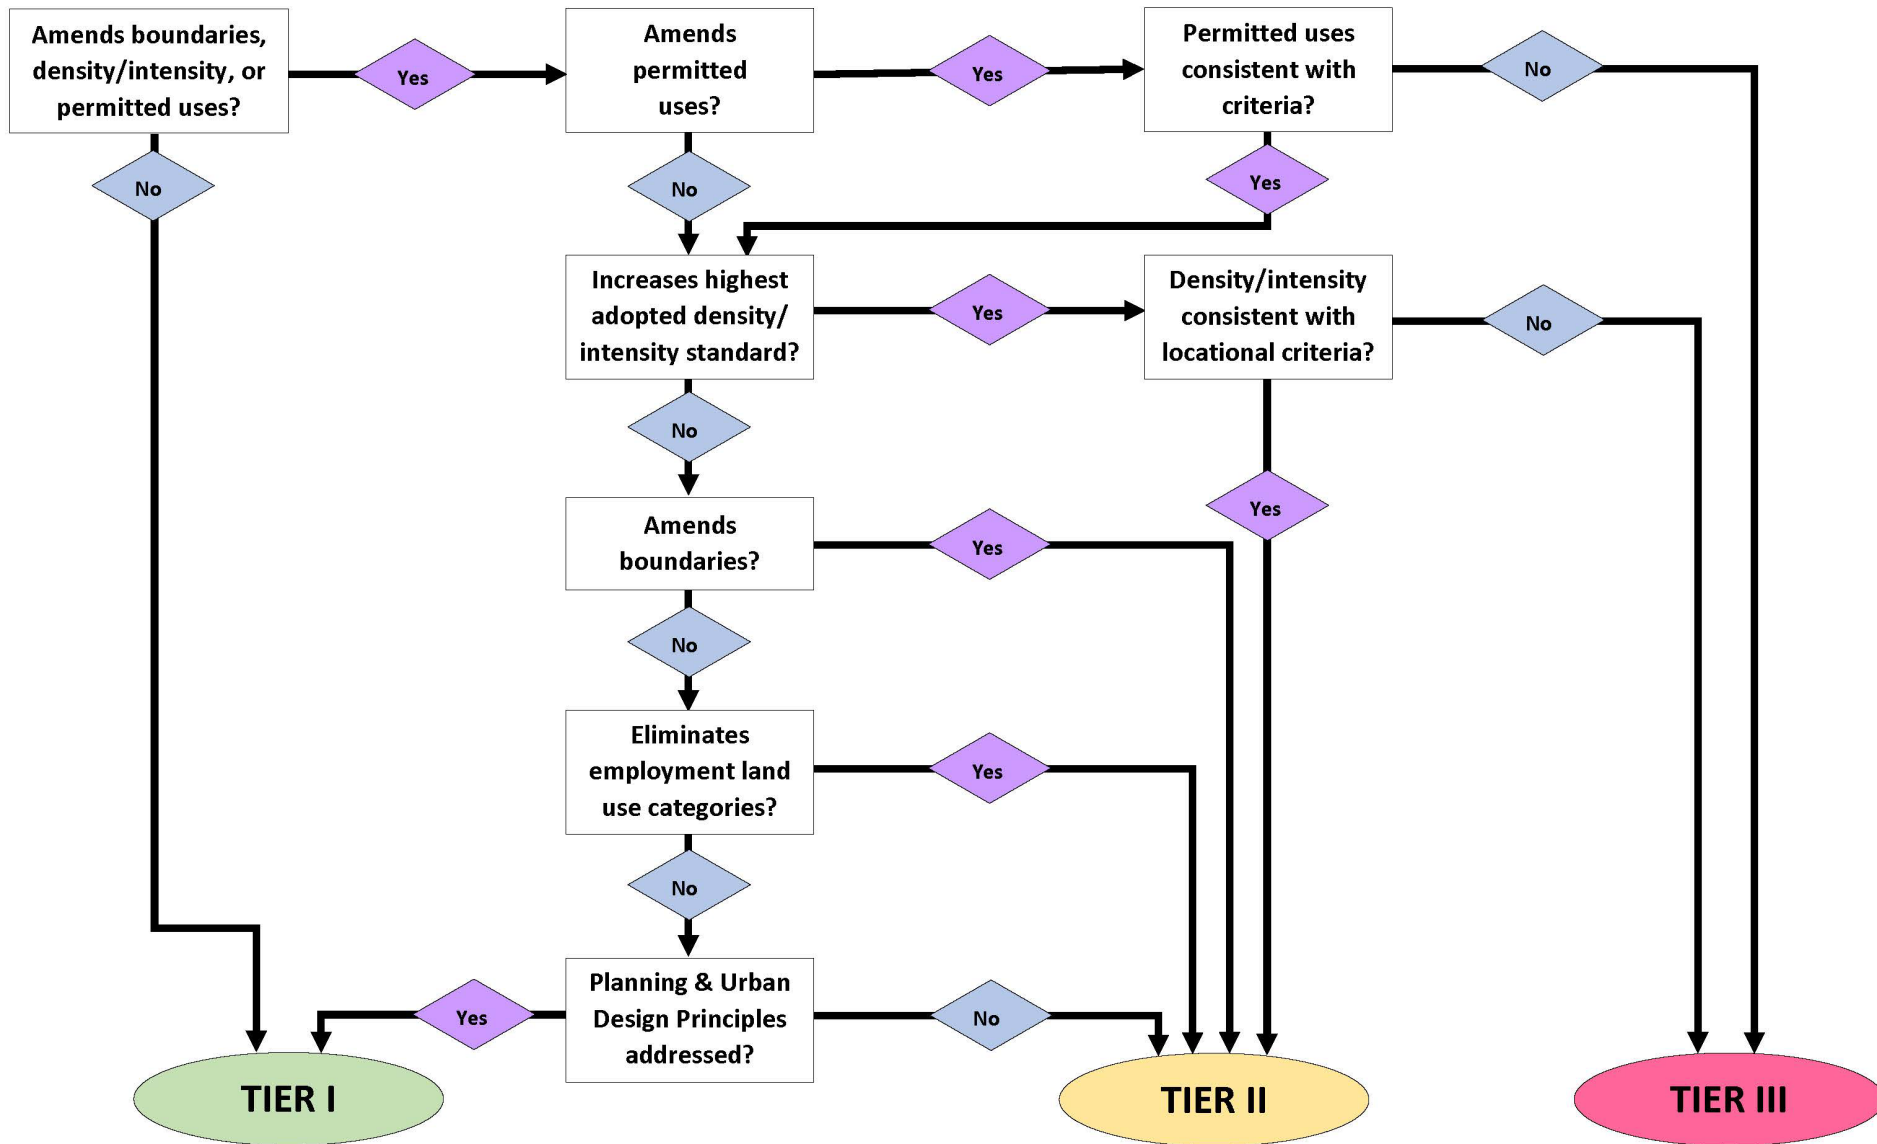 Amends boundaries,
density/intensity, or
permitted uses?
Yes
Amends
permitted
uses?
Yes
Permitted uses
consistent with
criteria?
No
No
No
Yes
Increases highest
adopted density/
intensity standard?
Yes
Density/intensity
consistent with
locational criteria?
No
No
Yes
Amends
boundaries?
Yes
No
Eliminates
employment land
use categories?
Yes
No
Planning & Urban
Design Principles
addressed?
Yes
No
TIER I
TIER II
TIER III